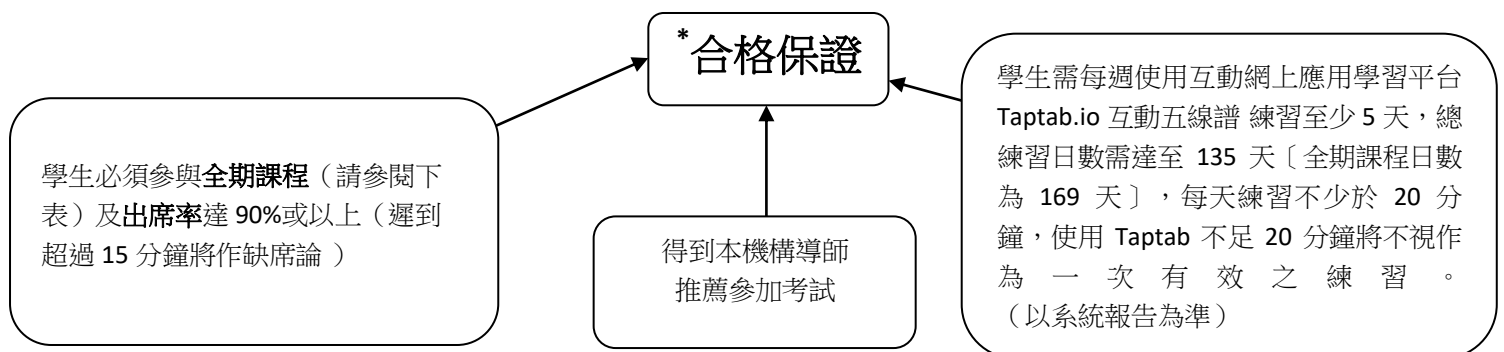 *合格保證
學生必須參與全期課程（請參閱下
表）及出席率達 90%或以上（遲到
超過 15 分鐘將作缺席論 ）
得到本機構導師
推薦參加考試
學生需每週使用互動網上應用學習平台
Taptab.io 互動五線譜 練習至少 5 天，總
練習日數需達至 135 天〔全期課程日數
為 169 天〕，每天練習不少於 20 分
鐘，使用 Taptab 不足 20 分鐘將不視作
為一次有效之練習。
（以系統報告為準）